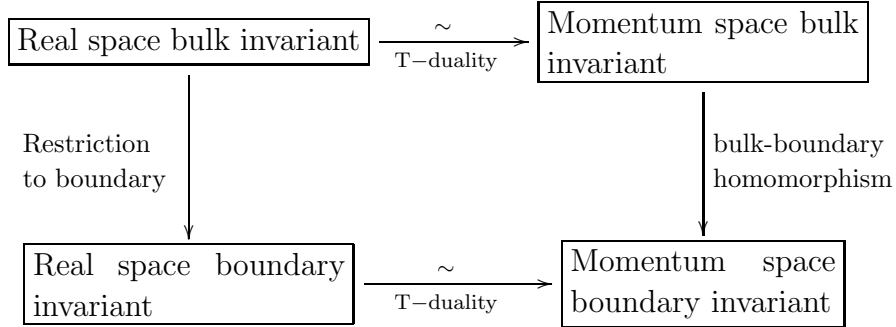 Real space bulk invariant
∼
T−duality
Momentum space bulk
invariant
Restriction
to boundary
bulk-boundary
homomorphism
Real space boundary
invariant
∼
T−duality
Momentum space
boundary invariant